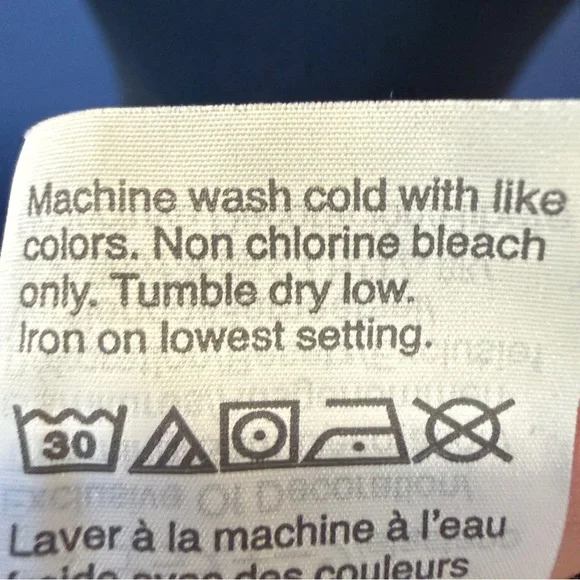 Machine wash cold with like
colors. Non chlorine bleach
only. Tumble dry low.
Iron on lowest setting.
30
Laver à la machine à l'eau
avec des couleurs